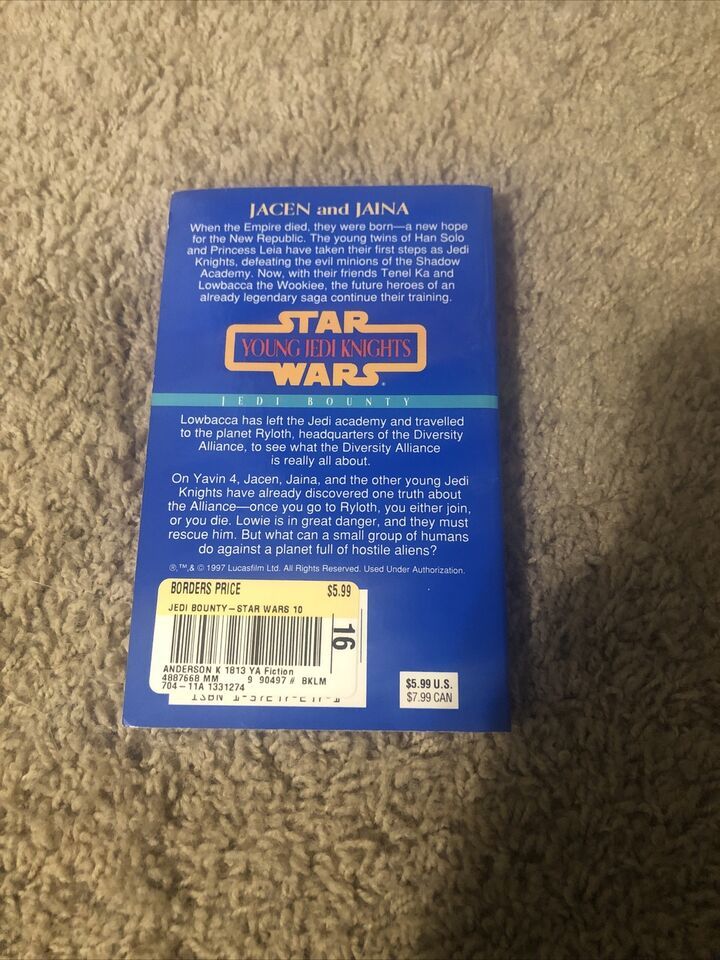 JACEN and JAINA
When the Empire died, they were born—a new hope
for the New Republic. The young twins of Han Solo
and Princess Leia have taken their first steps as Jedi
Knights, defeating the evil minions of the Shadow
Academy. Now, with their friends Tenel Ka and
Lowbacca the Wookiee, the future heroes of an
already legendary saga continue their training.
STAR
YOUNG JEDI KNIGHTS
WARS®
JEDI BOUNTY
Lowbacca has left the Jedi academy and travelled
to the planet Ryloth, headquarters of the Diversity
Alliance, to see what the Diversity Alliance
is really all about.
On Yavin 4, Jacen, Jaina, and the other young Jedi
Knights have already discovered one truth about
the Alliance—once you go to Ryloth, you either join,
or you die. Lowie is in great danger, and they must
rescue him. But what can a small group of humans
do against a planet full of hostile aliens?
®,™,& © 1997 Lucasfilm Ltd. All Rights Reserved. Used Under Authorization.
BORDERS PRICE $5.99
JEDI BOUNTY—STAR WARS 10
16
ANDERSON K 1813 YA Fiction
4887668 MM 9 90497 # BKLM
704-11A 1331274
ISBN
$5.99 U.S.
$7.99 CAN